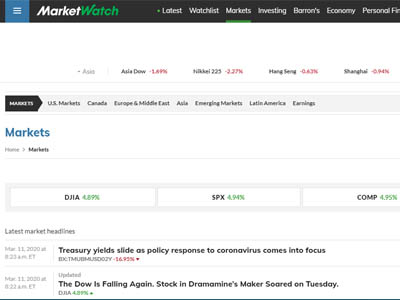 MarketWatch
Latest Watchlist Markets Investing Barron's Economy Personal Fin
Asia Asia Dow -1.69% Nikkei 225 -2.27% Hang Seng -0.63% Shanghai -0.94%
MARKETS U.S. Markets Canada Europe & Middle East Asia Emerging Markets Latin America Earnings
Markets
Home > Markets
DJIA 4.89% SPX 4.94% COMP 4.95%
Latest market headlines
Mar. 11, 2020 at
8:23 a.m. ET
Treasury yields slide as policy response to coronavirus comes into focus
BX:TMUBMUSD02Y -16.95%
Mar. 11, 2020 at
8:22 a.m. ET
Updated
The Dow Is Falling Again. Stock in Dramamine's Maker Soared on Tuesday.
DJIA 4.89%